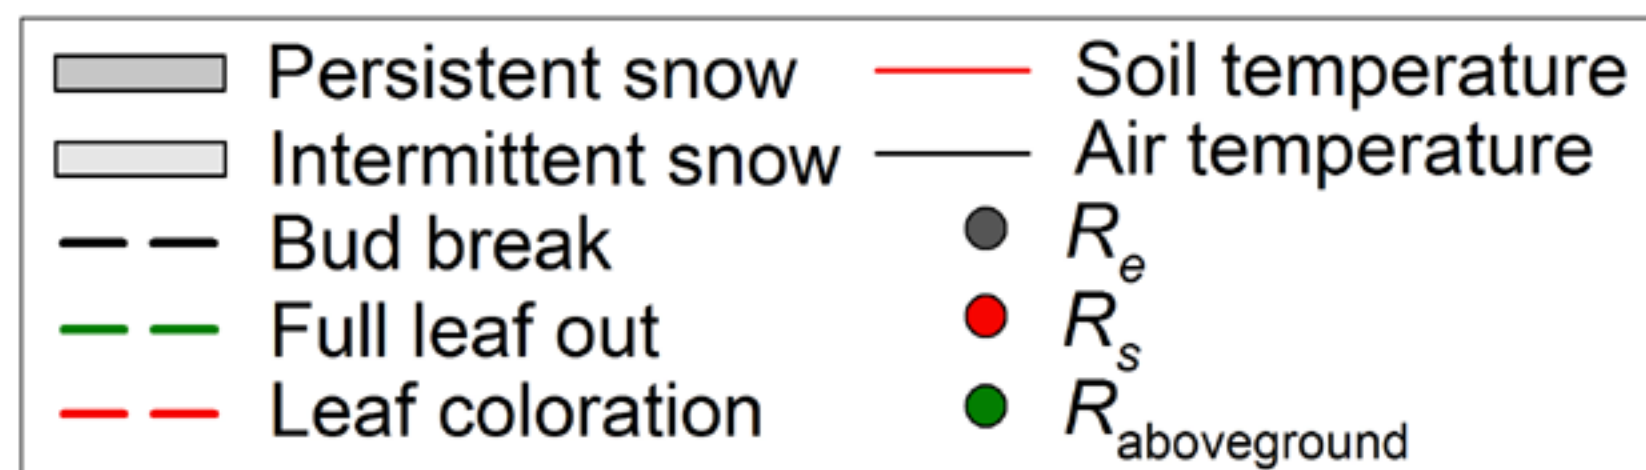 Persistent snow
Intermittent snow
Bud break
Full leaf out
Leaf coloration
Soil temperature
Air temperature
Re
Rs
Raboveground